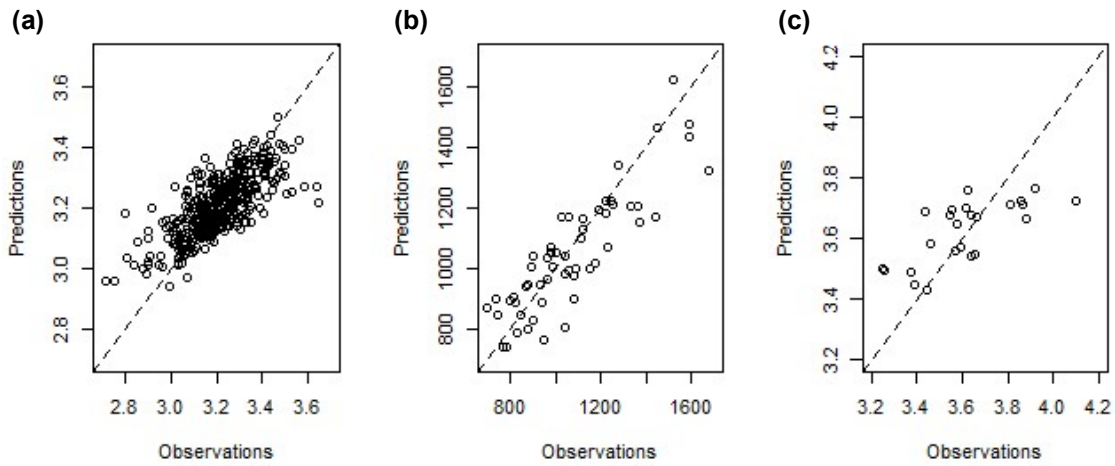 (a)
(b)
(c)
Predictions
3.6
3.4
3.2
3.0
2.8
2.8 3.0 3.2 3.4 3.6
Observations
Predictions
1600
1400
1200
1000
800
800 1200 1600
Observations
Predictions
4.2
4.0
3.8
3.6
3.4
3.2
3.2 3.4 3.6 3.8 4.0 4.2
Observations